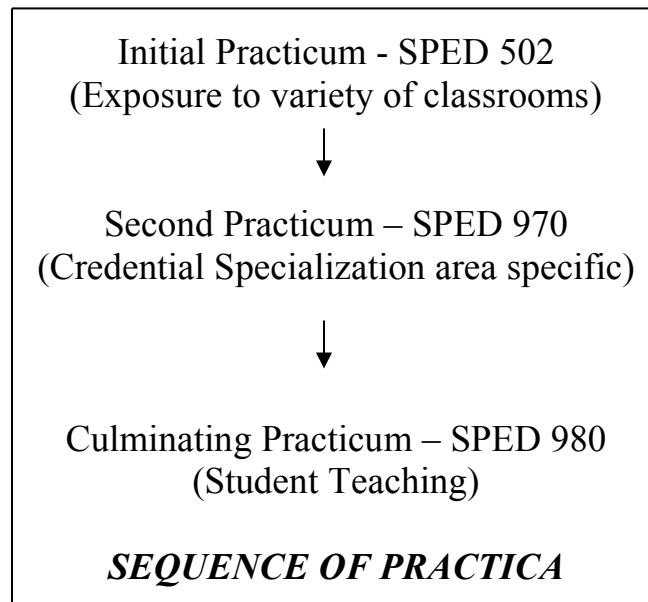 Initial Practicum - SPED 502
(Exposure to variety of classrooms)
Second Practicum – SPED 970
(Credential Specialization area specific)
Culminating Practicum – SPED 980
(Student Teaching)
SEQUENCE OF PRACTICA